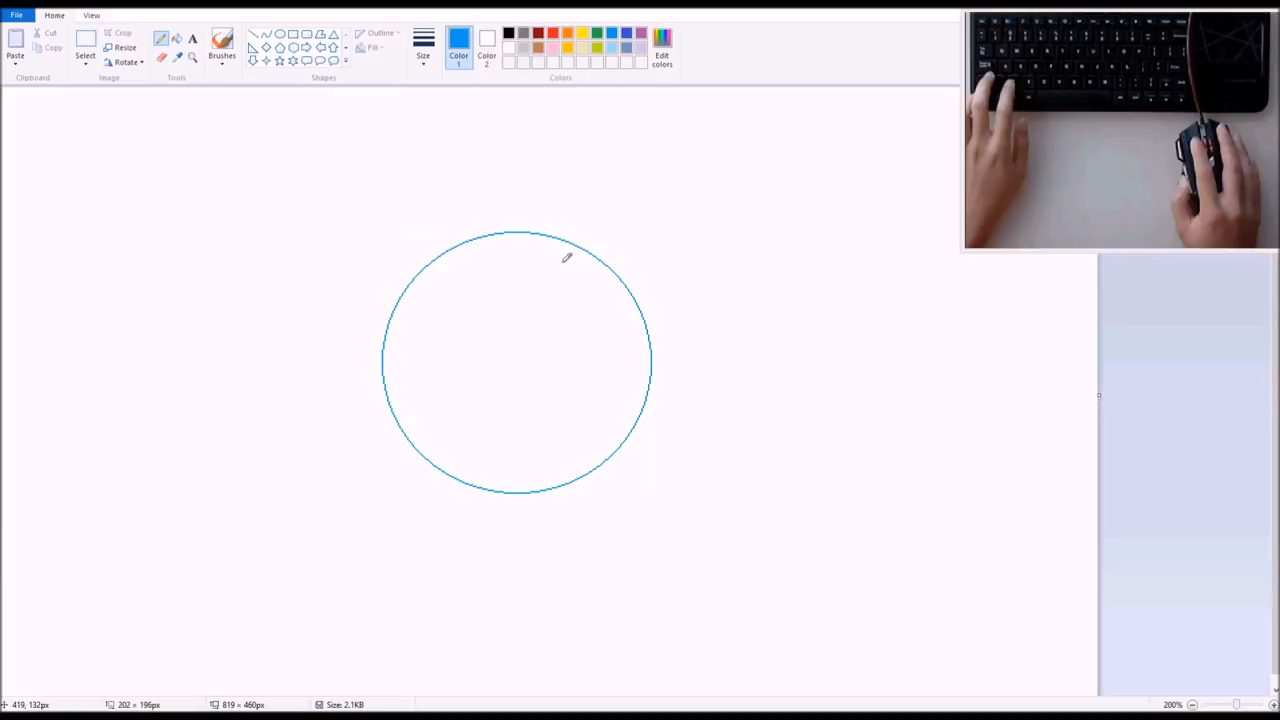 File Home View
Cut
Copy
Paste
Clipboard
Select
Crop
Resize
Rotate
Image
A
Tools
Brushes
Outline
Fill
Shapes
Size
Color
1
Color
2
Edit
colors
Colors
419, 132px
202 × 196px
819 × 460px
Size: 2.1KB
200%